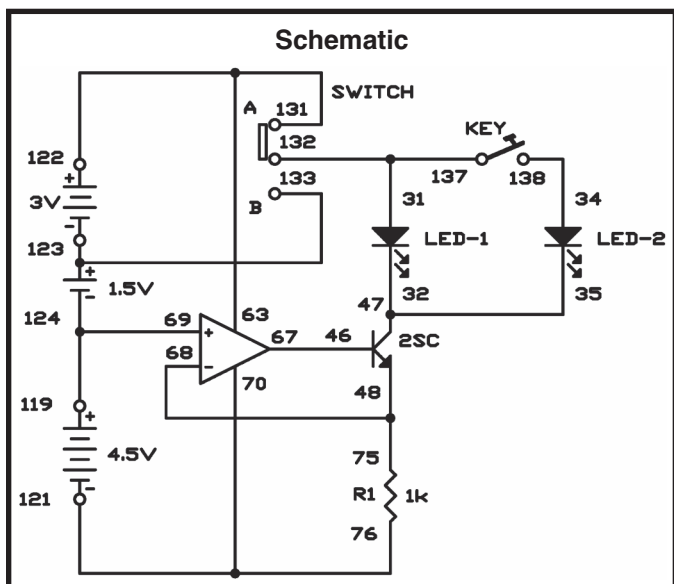 Schematic
SWITCH
A
131
132
133
B
KEY
137
138
122
+
3V
-
123
+
1.5V
-
124
31
LED-1
32
34
LED-2
35
69
+
63
68
-
67
70
46
47
2SC
48
119
+
4.5V
-
121
75
R1
1k
76